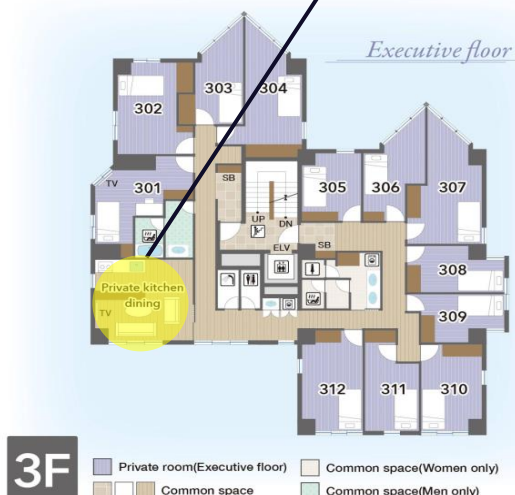 Executive floor
303
304
302
TV
301
SB
305
306
307
UP
DN
SB
ELV
308
Private kitchen
dining
TV
309
312
311
310
3F
Private room(Executive floor)
Common space(Women only)
Common space
Common space(Men only)